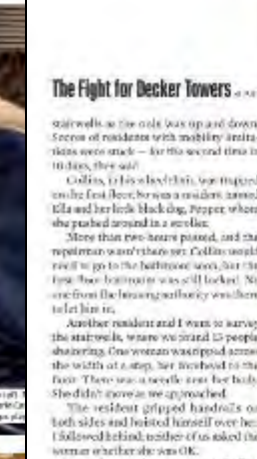 The Fight for Decker Towers
stairwells as the only way up and down.
Scores of residents with mobility limita-
tions were stuck — for the second time in
10 days, they said.
Collins, in his wheelchair, was trapped
on the first floor, so was a resident named
Ella and her little black dog, Pepper, whom
she pushed around in a stroller.
More than two hours passed, and the
repairman wasn't there yet. Collins would
need to go to the bathroom soon, but the
first-floor bathroom was still locked. No
one from the housing authority was there
to let him in.
Another resident and I went to survey
the stairwells, where we found 15 people
sheltering. One woman was sprawled across
the width of a step, her forehead to the
floor. There was a needle near her body.
She didn't move as we approached.
The resident gripped handrails on
both sides and hoisted himself over her.
I followed behind; neither of us asked the
woman whether she was OK.